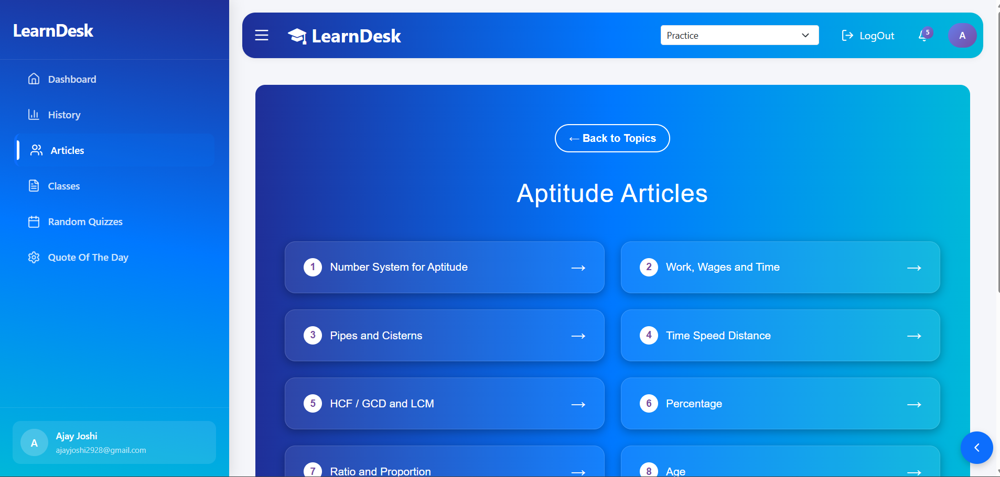 LearnDesk
Dashboard
History
Articles
Classes
Random Quizzes
Quote Of The Day
A
Ajay Joshi
ajayjoshi2928@gmail.com
LearnDesk
Practice
LogOut
5
A
← Back to Topics
Aptitude Articles
1 Number System for Aptitude →
2 Work, Wages and Time →
3 Pipes and Cisterns →
4 Time Speed Distance →
5 HCF / GCD and LCM →
6 Percentage →
7 Ratio and Proportion →
8 Age →